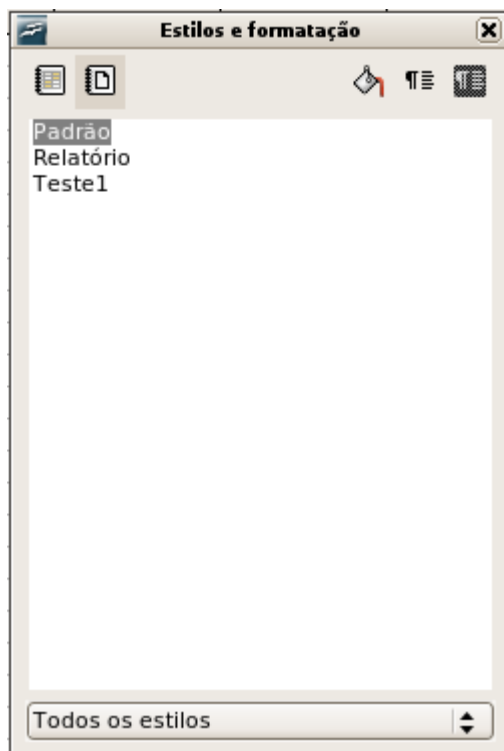 Estilos e formatação
Padrão
Relatório
Teste1
Todos os estilos